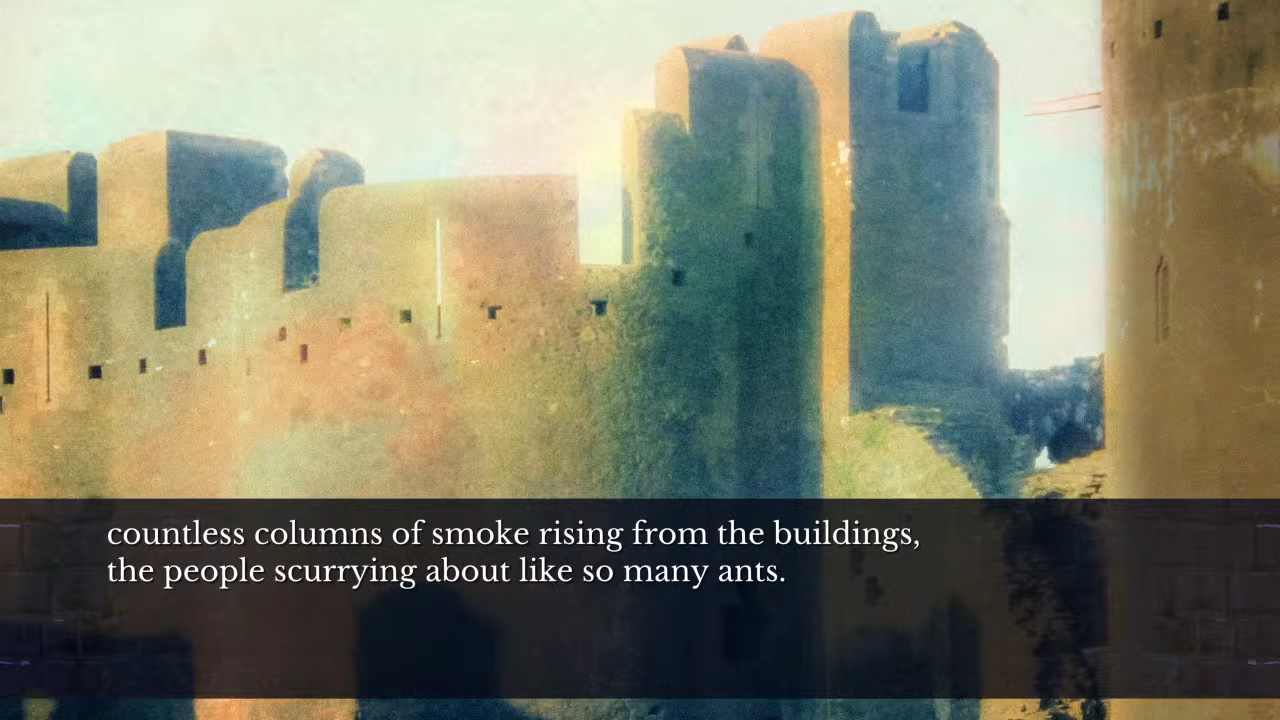 countless columns of smoke rising from the buildings,
the people scurrying about like so many ants.